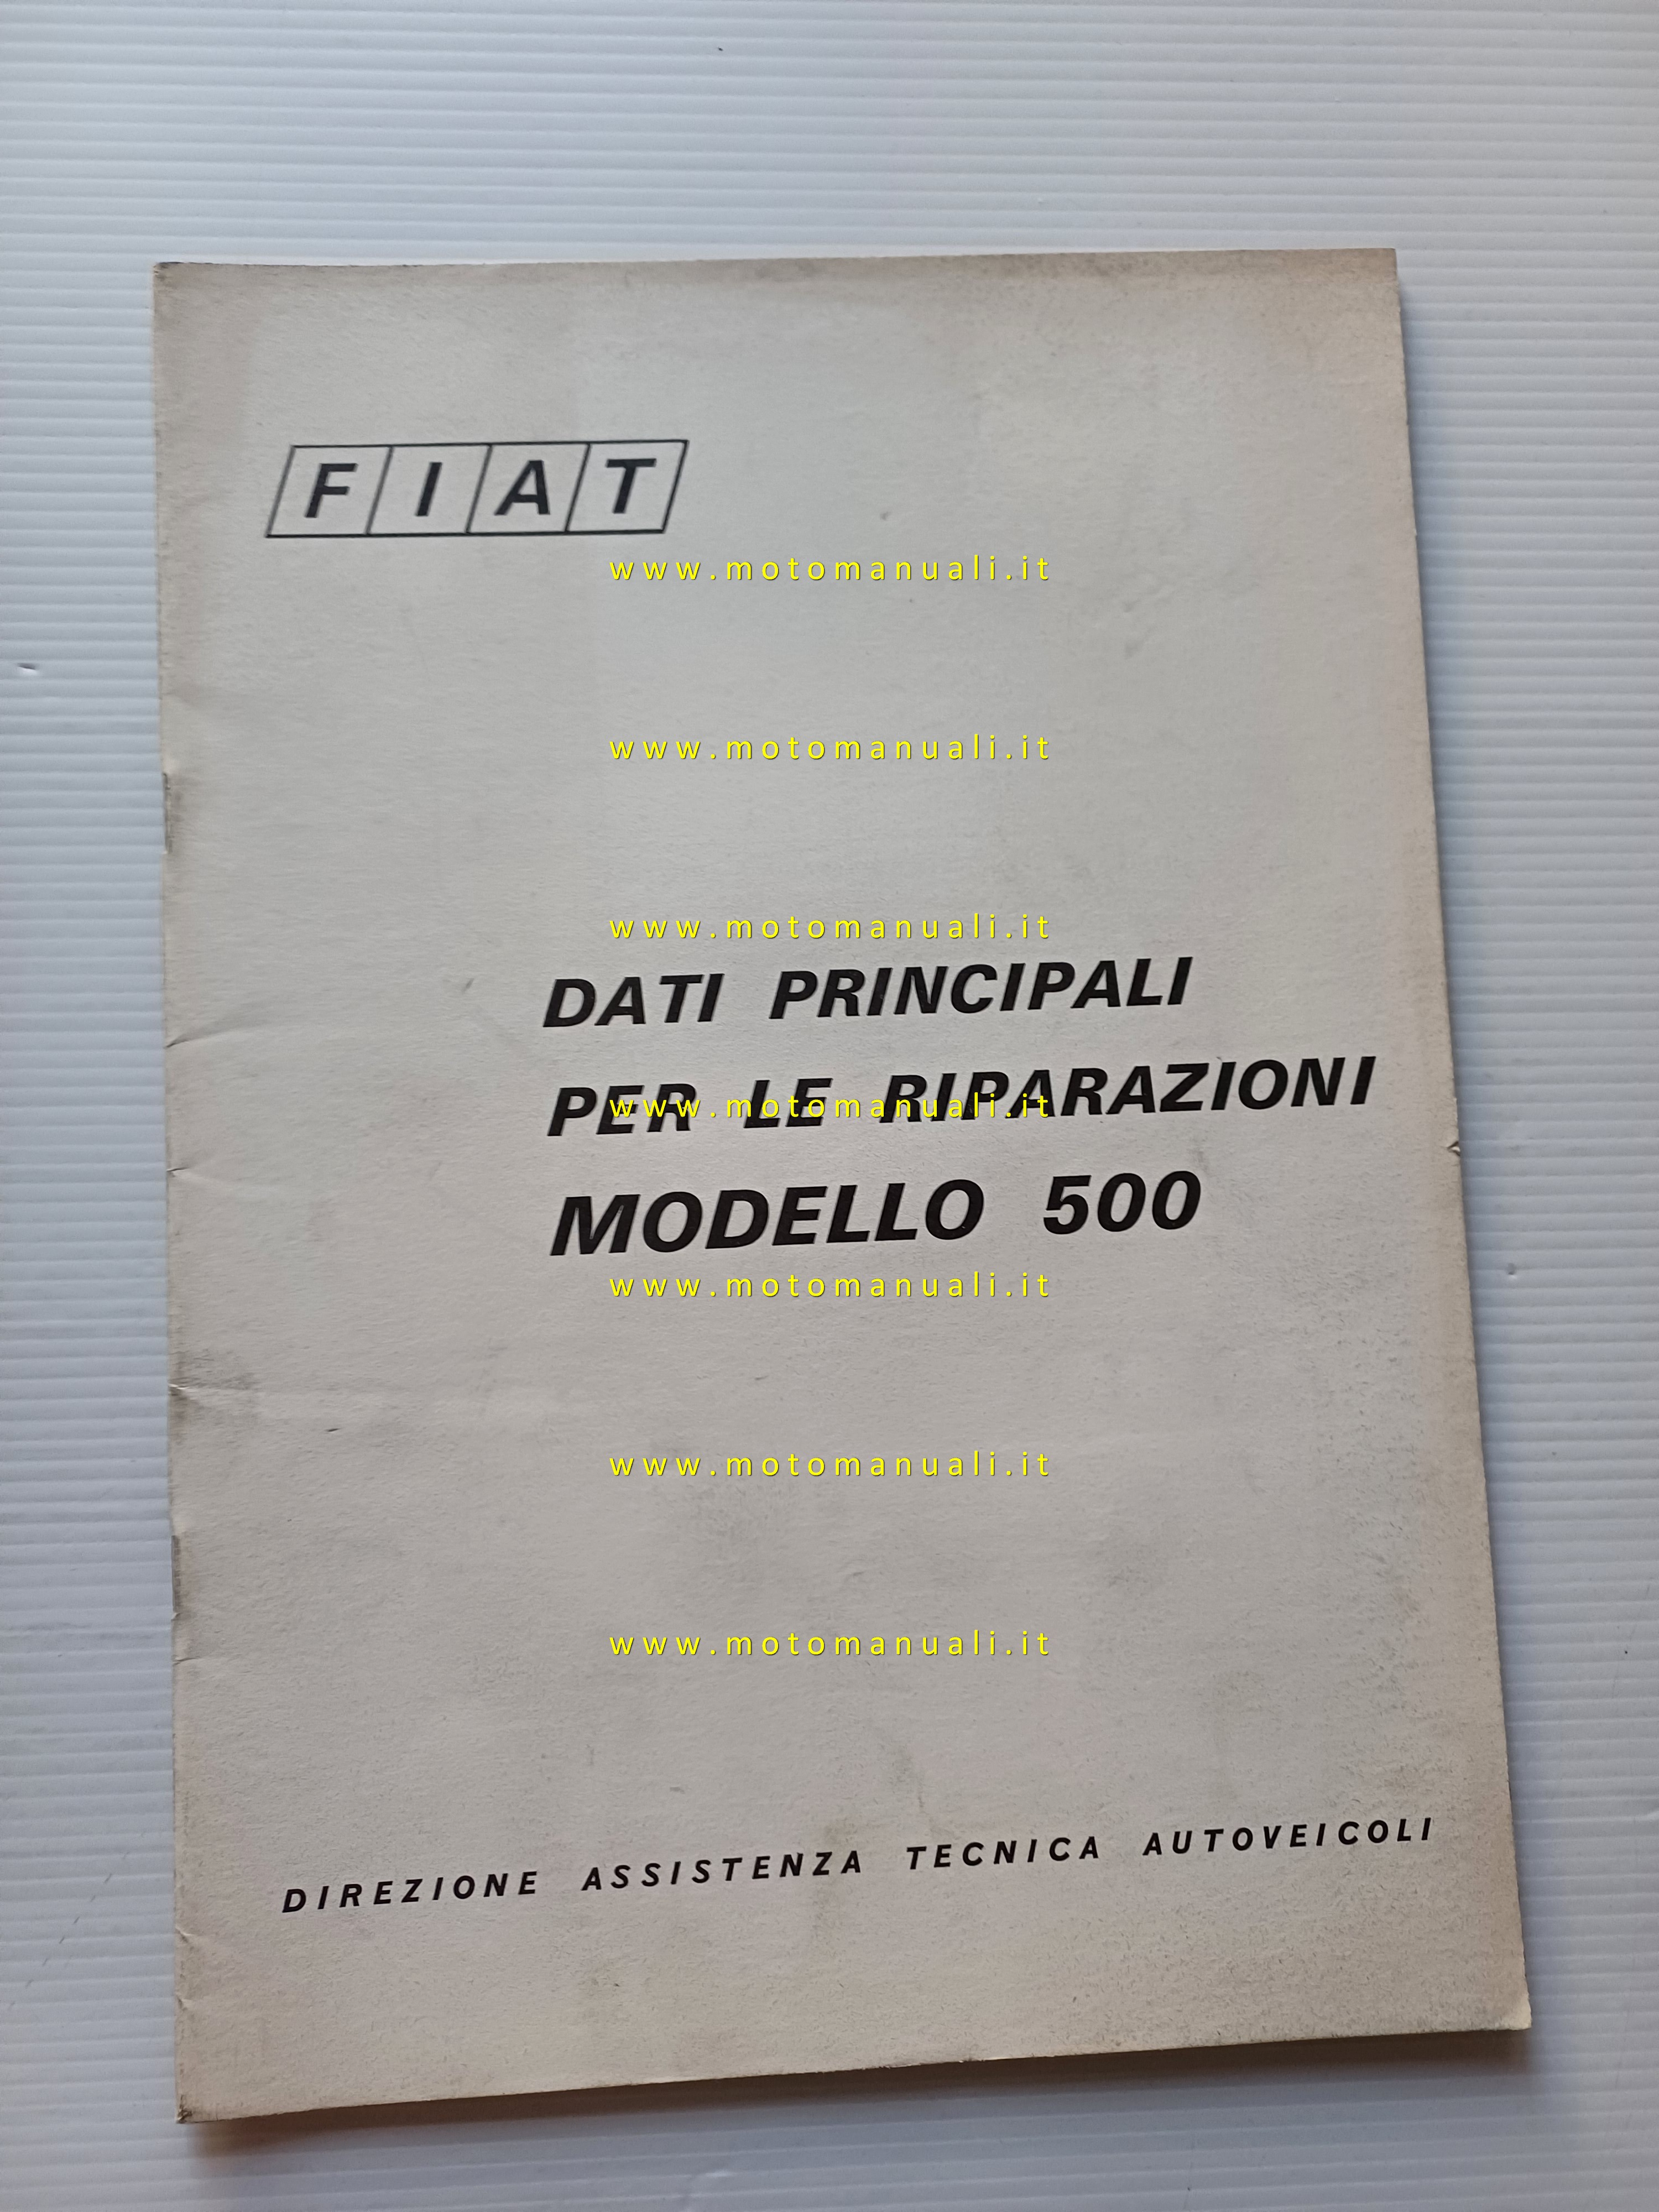 FIAT
www.motomanuali.it
www.motomanuali.it
www.motomanuali.it
DATI PRINCIPALI
PER LE RIPARAZIONI
www.motomanuali.it
MODELLO 500
www.motomanuali.it
www.motomanuali.it
www.motomanuali.it
DIREZIONE ASSISTENZA TECNICA AUTOVEICOLI